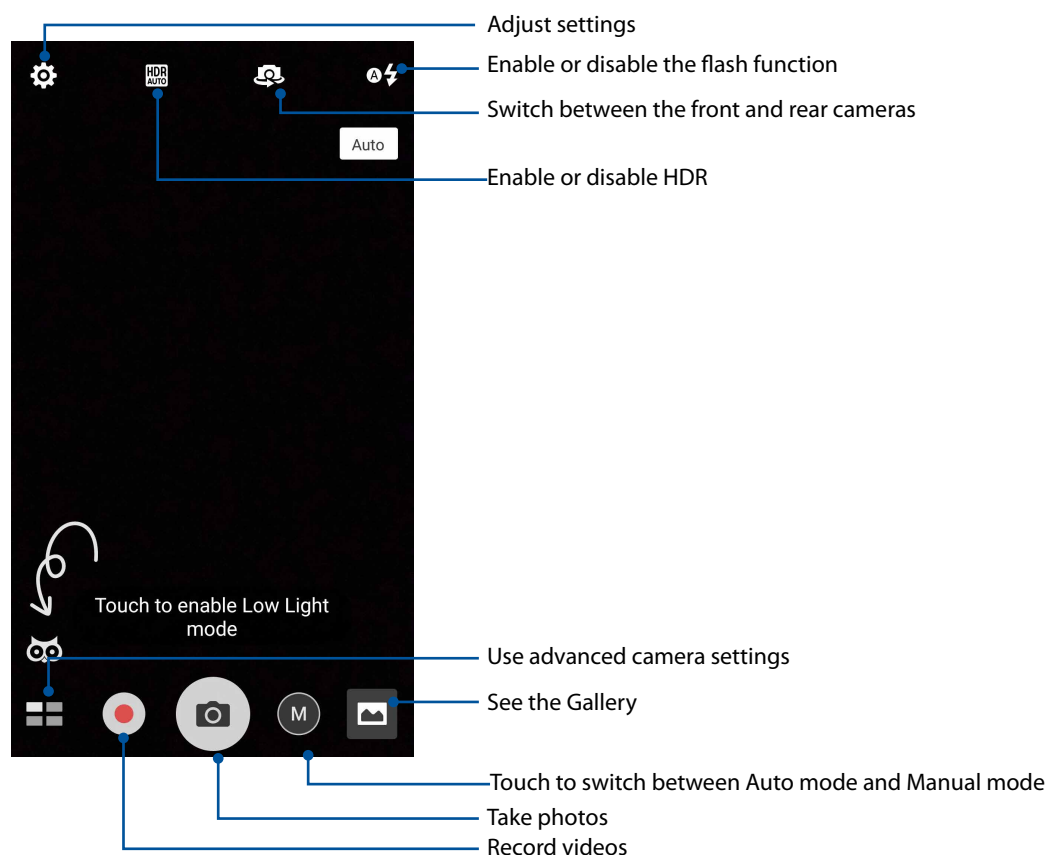 Adjust settings
Enable or disable the flash function
HDR
AUTO
A
Switch between the front and rear cameras
Auto
Enable or disable HDR
Touch to enable Low Light
mode
Use advanced camera settings
See the Gallery
M
Touch to switch between Auto mode and Manual mode
Take photos
Record videos